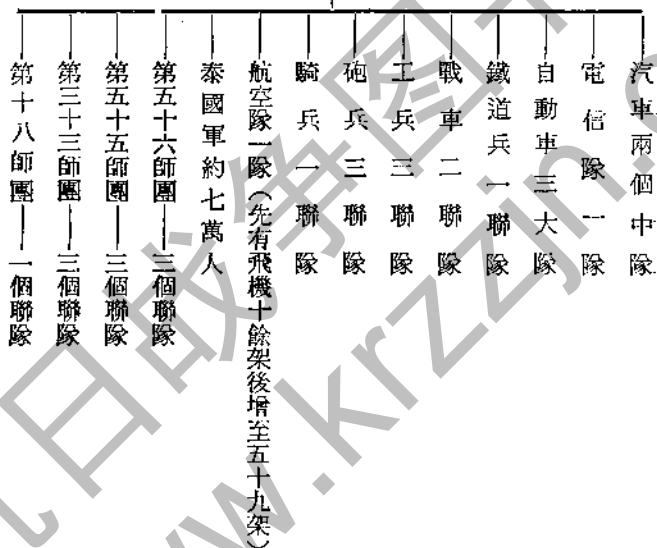 汽車兩個中隊
電信隊一隊
自動車三大隊
鐵道兵一聯隊
戰車二聯隊
工兵三聯隊
砲兵三聯隊
騎兵一聯隊
航空隊一隊（先有飛機十餘架後增至五十九架）
泰國軍約七萬人
第五十六師團——三個聯隊
第五十五師團——三個聯隊
第三十三師團——三個聯隊
第十八師團——一個聯隊
战争图
www.krzzjn.c